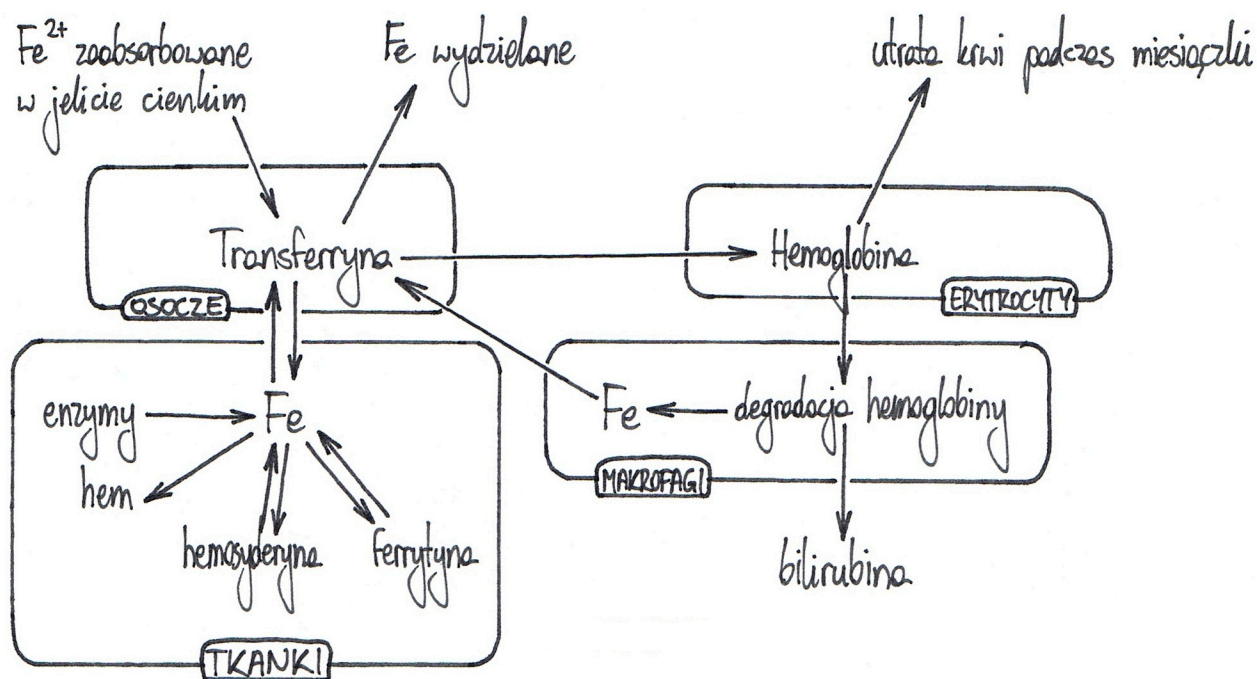 Fe²⁺ zaabsorbowane
w jelicie cienkim
Fe wydzielane
utrata krwi podczas miesiączki
Transferryna
OSOCZE
Hemoglobina
ERYTROCYTY
enzymy
Fe
hem
hemosyderyna
ferrytyna
TKANKI
Fe
degradacja hemoglobiny
MAKROFAGI
bilirubina